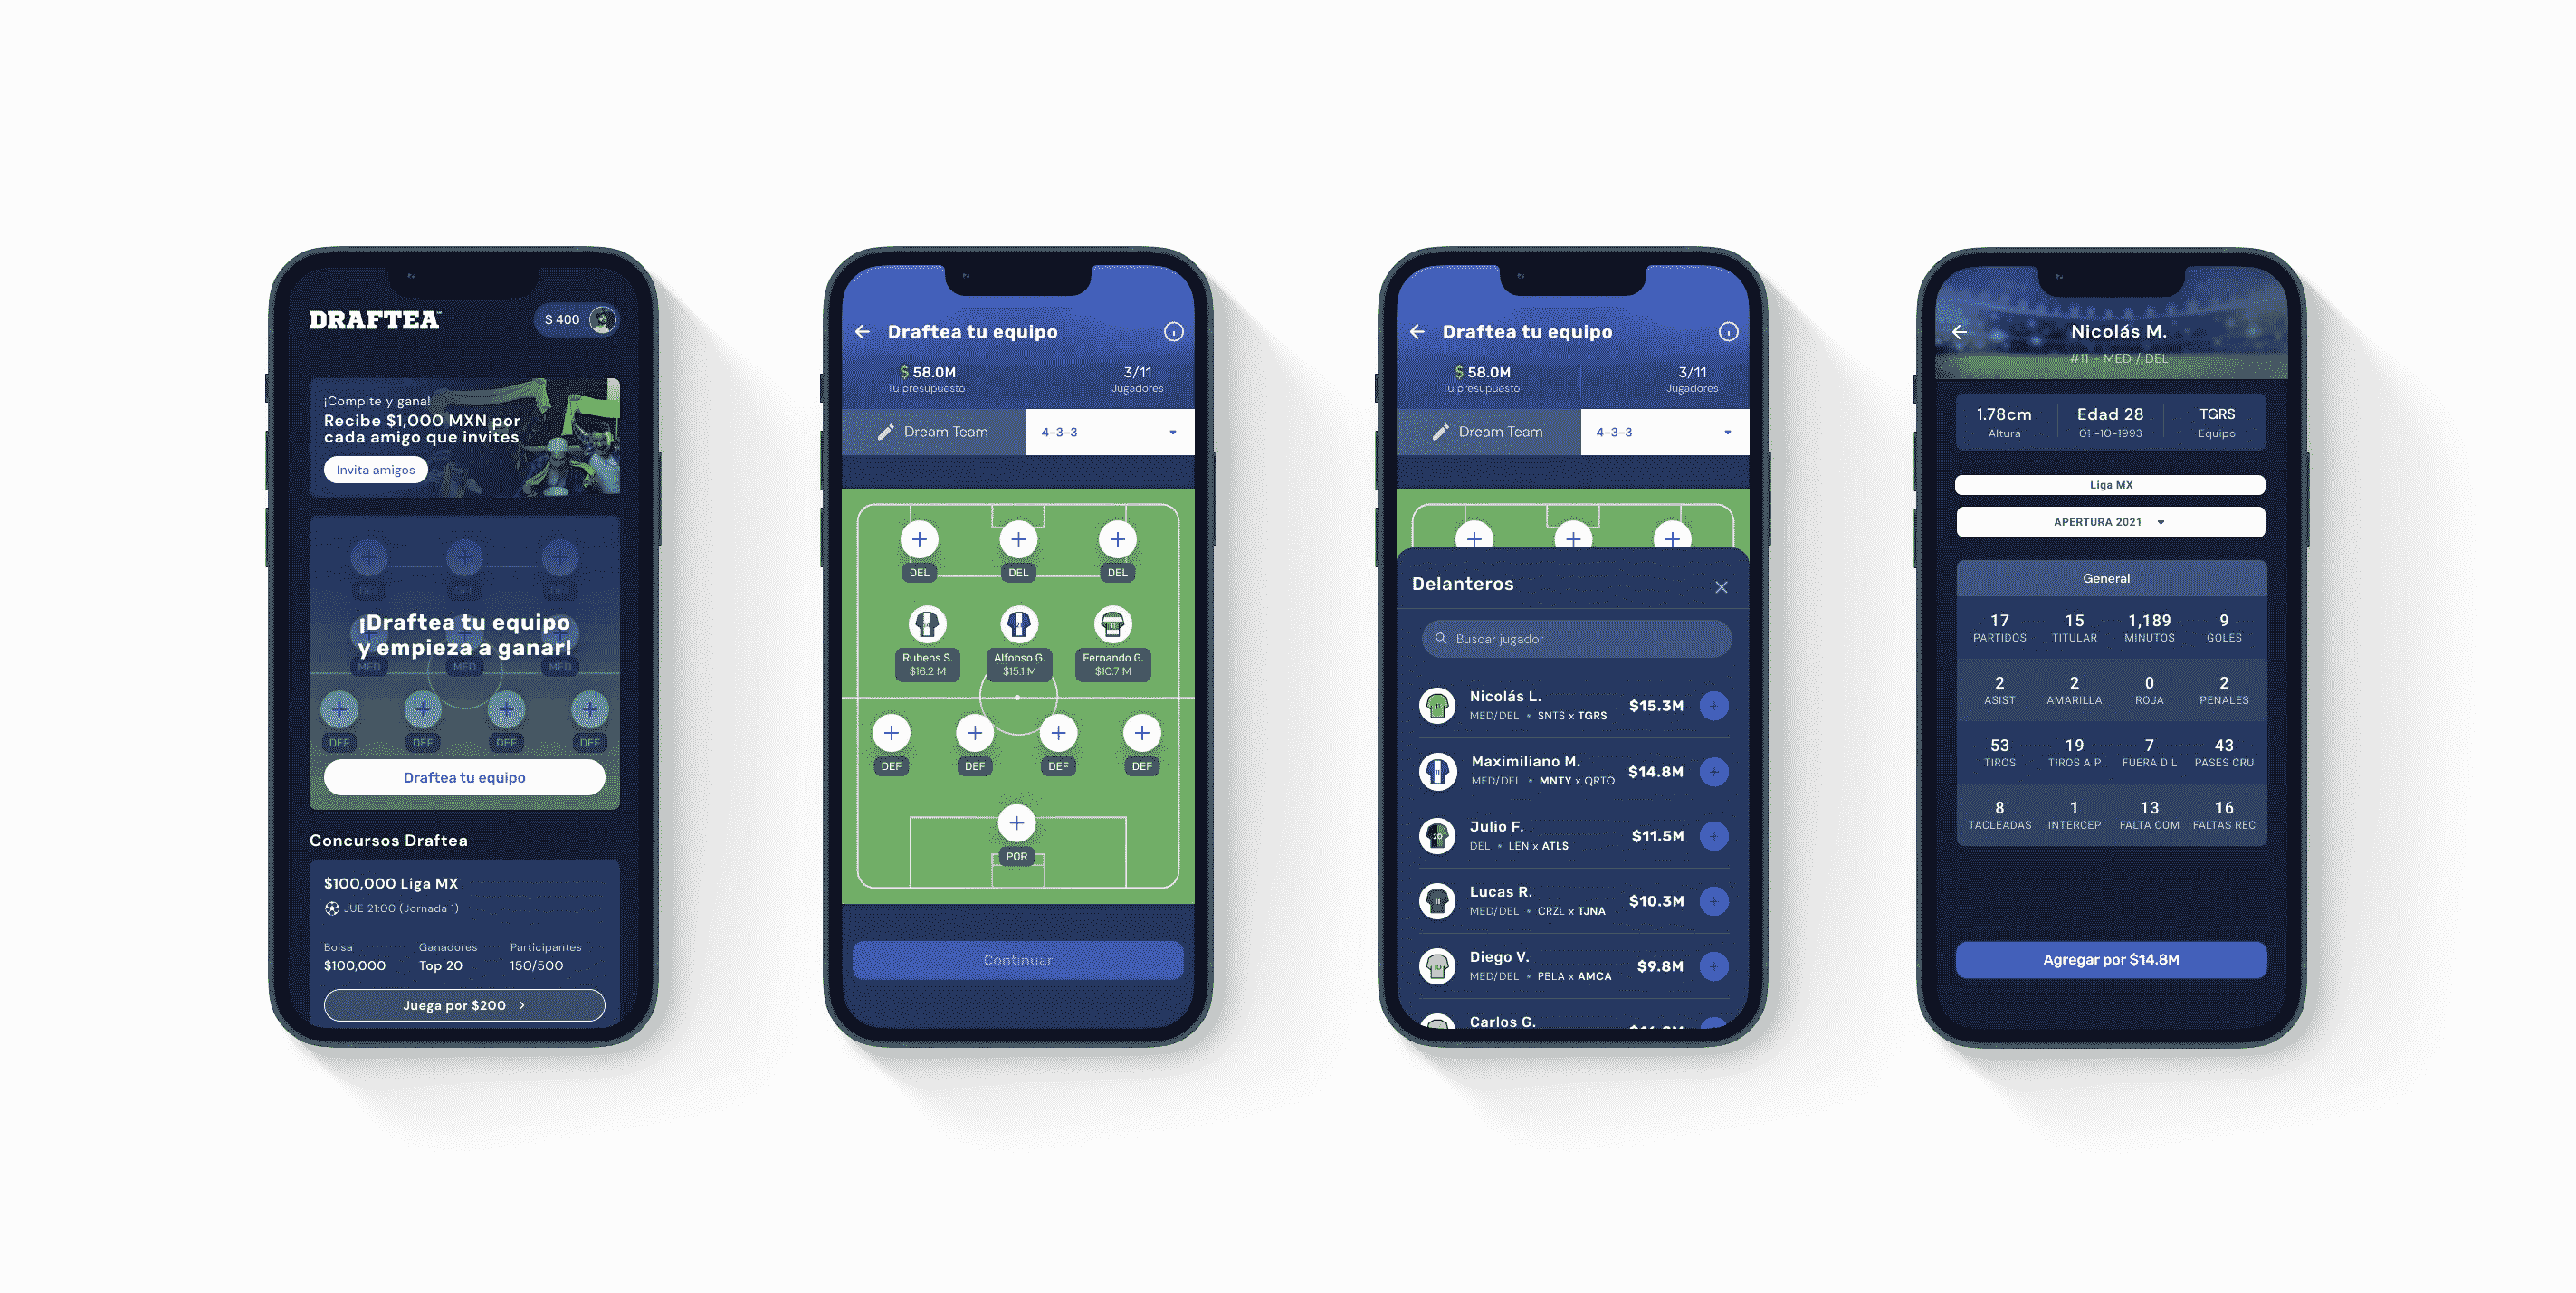 DRAFTEA
$ 400
¡Compite y gana!
Recibe $1,000 MXN por
cada amigo que invites
Invita amigos
DEL DEL DEL
¡Draftea tu equipo
y empieza a ganar!
MED MED MED
DEF DEF DEF DEF
Draftea tu equipo
Concursos Draftea
$100,000 Liga MX
JUE 21:00 (Jornada 1)
Bolsa Ganadores Participantes
$100,000 Top 20 150/500
Juega por $200 >
Draftea tu equipo
$ 58.0M 3/11
Tu presupuesto Jugadores
Dream Team 4-3-3
DEL DEL DEL
Rubens S. Alfonso G. Fernando G.
$16.2 M $15.1 M $10.7 M
DEF DEF DEF DEF
POR
Continuar
Draftea tu equipo
$ 58.0M 3/11
Tu presupuesto Jugadores
Dream Team 4-3-3
Delanteros
Buscar jugador
Nicolás L. $15.3M
MED/DEL • SNTS x TGRS
Maximiliano M. $14.8M
MED/DEL • MNTY x QRTO
Julio F. $11.5M
DEL • LEN x ATLS
Lucas R. $10.3M
MED/DEL • CRZL x TJNA
Diego V. $9.8M
MED/DEL • PBLA x AMCA
Carlos G.
Nicolás M.
#11 - MED / DEL
1.78cm Edad 28 TGRS
Altura 01 -10-1993 Equipo
Liga MX
APERTURA 2021
General
17 15 1,189 9
PARTIDOS TITULAR MINUTOS GOLES
2 2 0 2
ASIST AMARILLA ROJA PENALES
53 19 7 43
TIROS TIROS A P FUERA D L PASES CRU
8 1 13 16
TACLEADAS INTERCEP FALTA COM FALTAS REC
Agregar por $14.8M